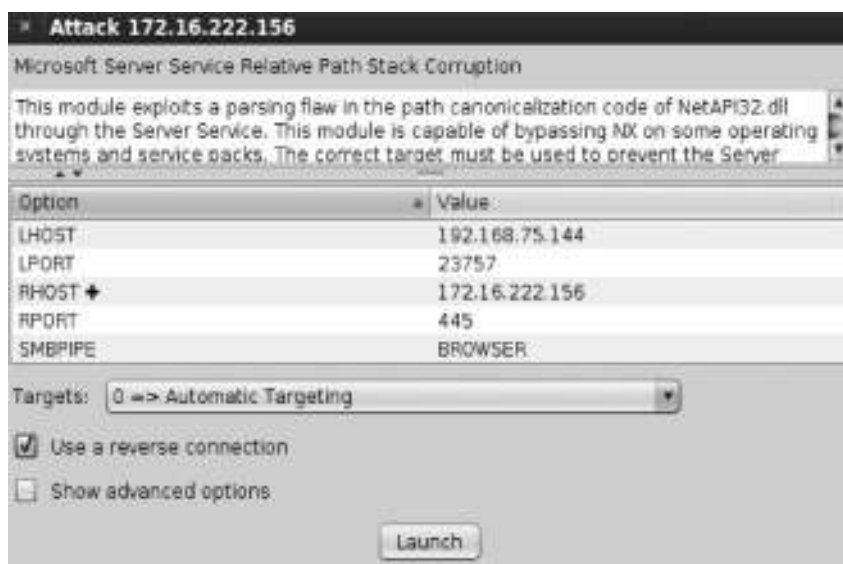 Attack 172.16.222.156
Microsoft Server Service Relative Path Stack Corruption
This module exploits a parsing flaw in the path canonicalization code of NetAPI32.dll
through the Server Service. This module is capable of bypassing NX on some operating
systems and service packs. The correct target must be used to prevent the Server
Option Value
LHOST 192.168.75.144
LPORT 23757
RHOST ✦ 172.16.222.156
RPORT 445
SMBPIPE BROWSER
Targets: 0 => Automatic Targeting
Use a reverse connection
Show advanced options
Launch